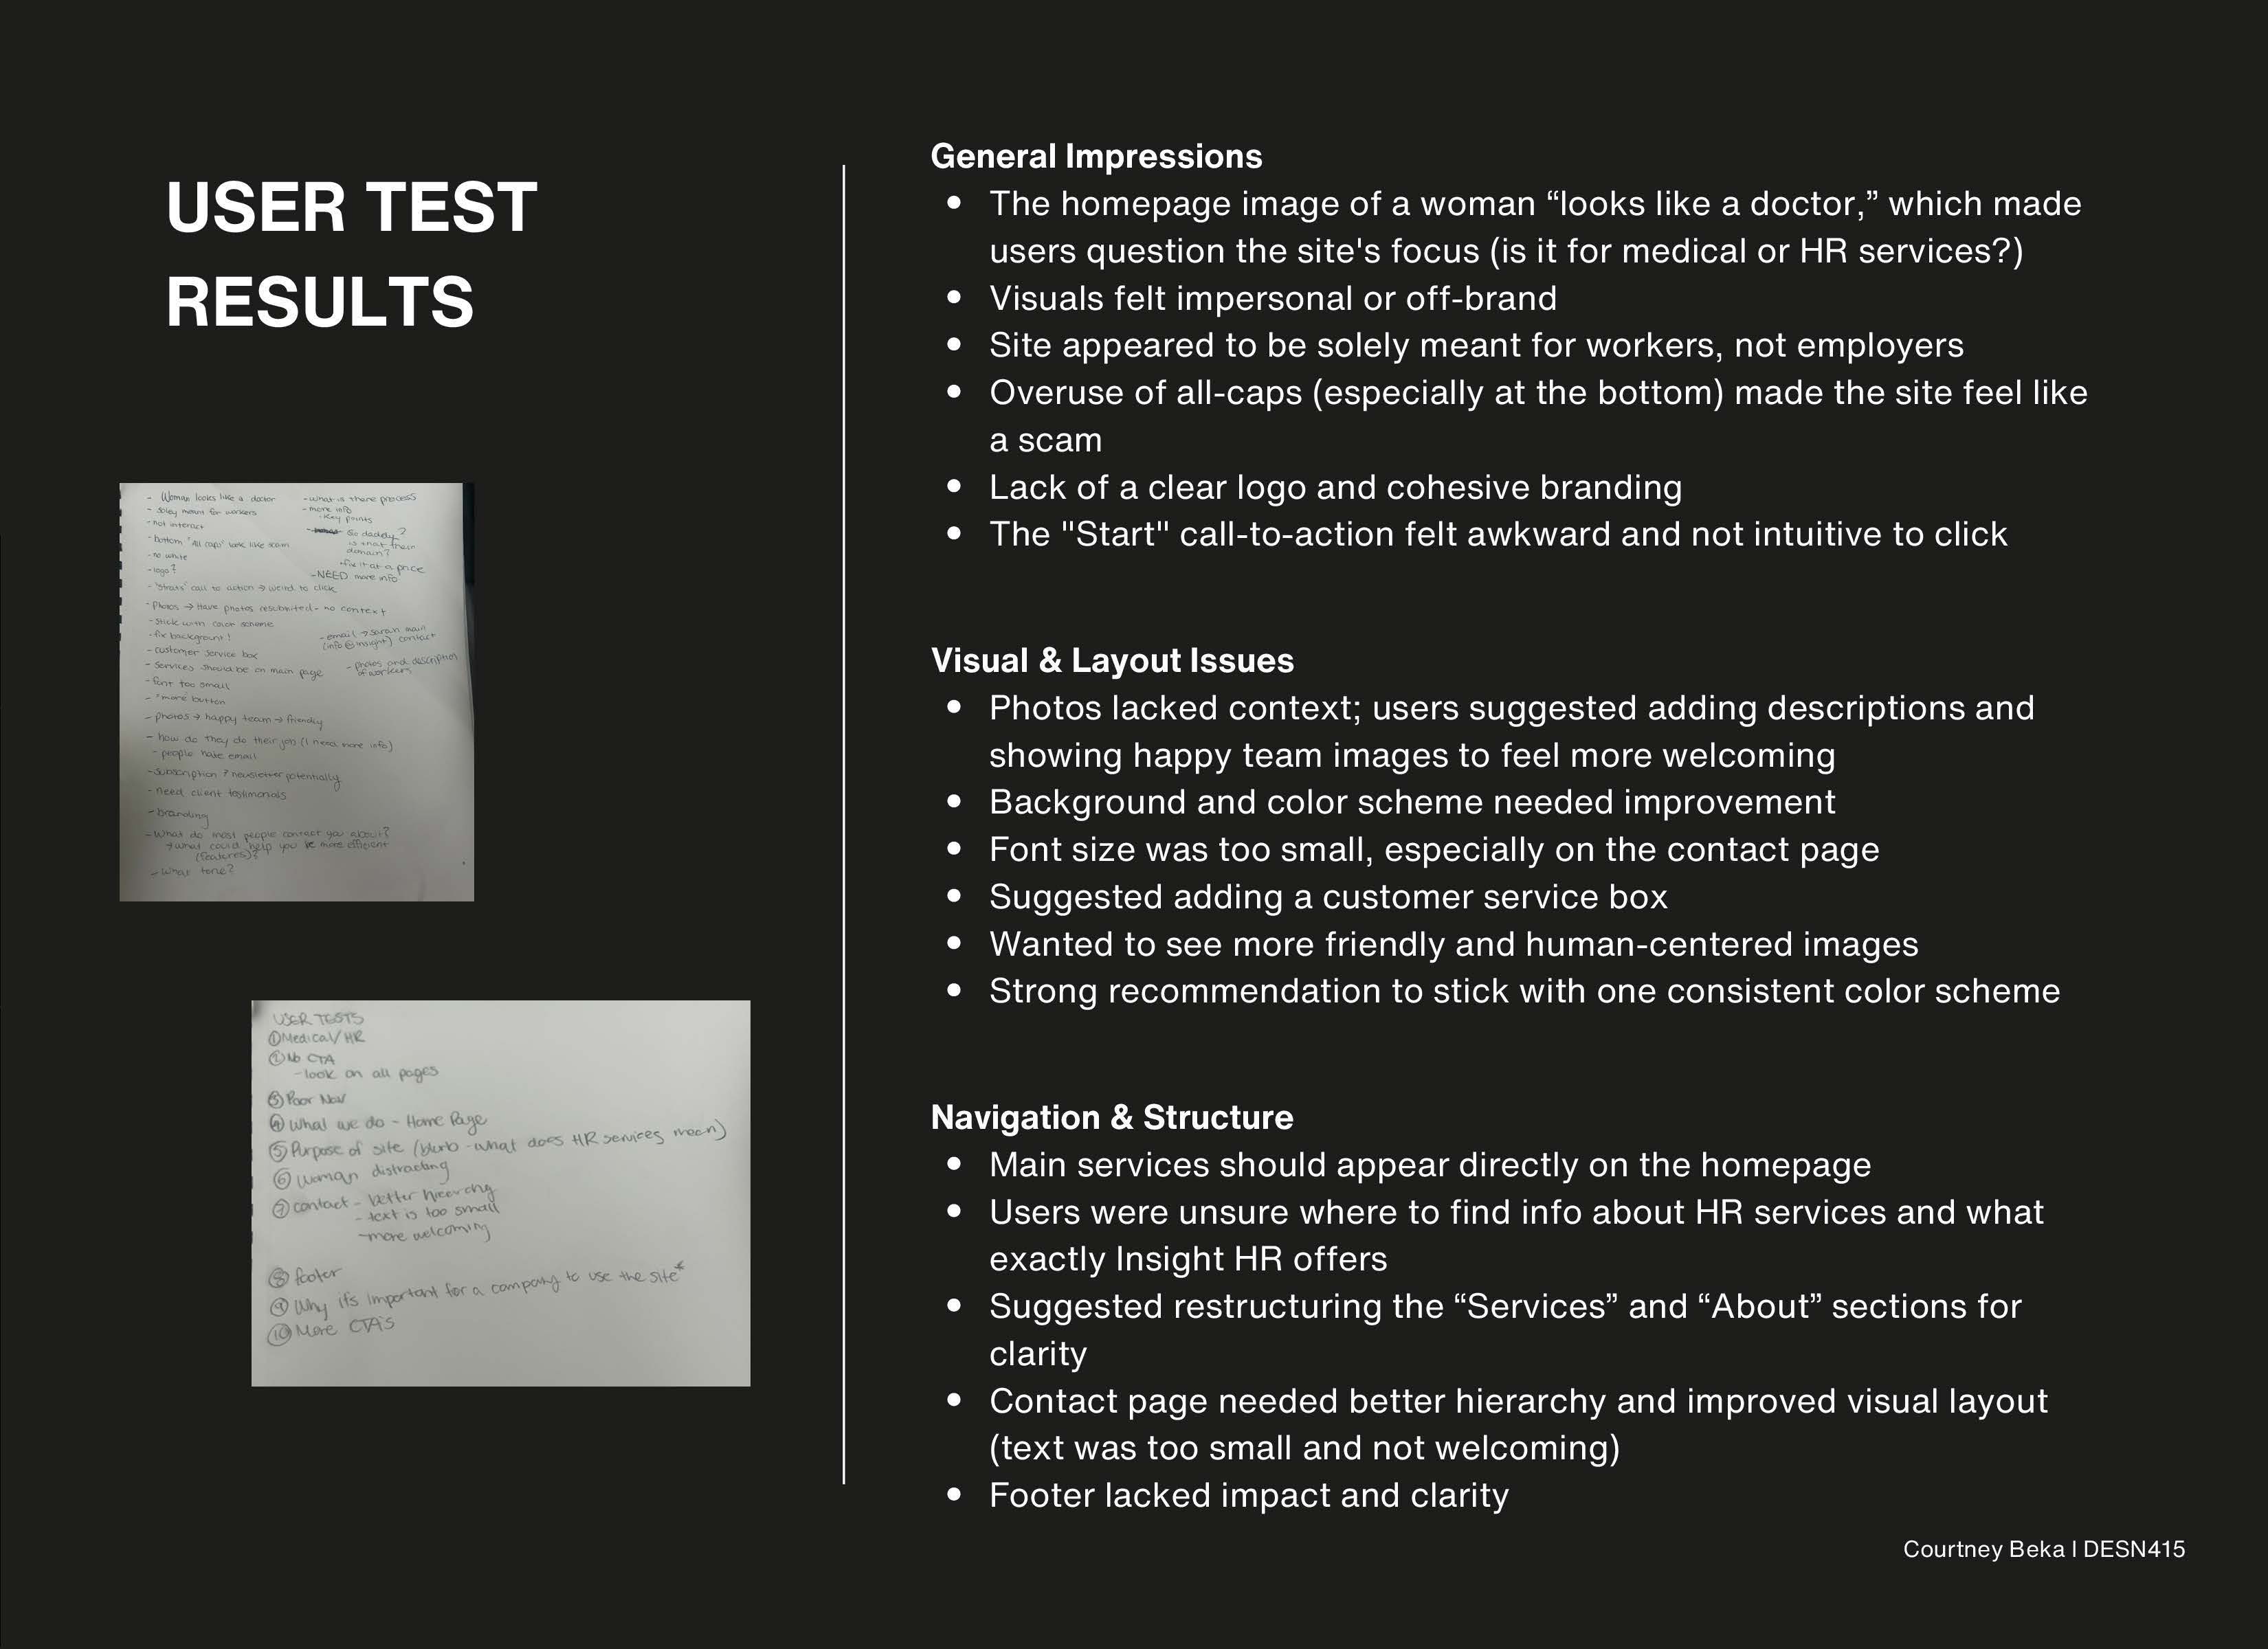 USER TEST
RESULTS
- Woman looks like a doctor
- soley meant for workers
- not interact
- bottom "All caps" look like scam
- no white
- logo?
- "Start" call to action → weird to click
- Photos → Have photos resubmitted - no context
- stick with color scheme
- fix background!
- customer service box
- services should be on main page
- font too small
- "more" button
- photos → happy team → friendly
- how do they do their job (I need more info)
- people hate email
- subscription? newsletter potentially
- need client testimonials
- branding
- What do most people contact you about?
→ what could help you be more efficient
(features)?
- What tone?
- what is there process
- more info
· Key points
- Go daddy?
is that their
domain?
· fix it at a price
- NEED more info
- email → sarah main
(info@insight) contact
- photos and description
of workers
USER TESTS
① Medical/HR
② No CTA
- look on all pages
③ Poor Nav
④ What we do - Home Page
⑤ Purpose of site (blurb - what does HR services mean)
⑥ woman distracting
⑦ contact - better hierarchy
- text is too small
- more welcoming
⑧ footer
⑨ Why it's important for a company to use the site*
⑩ More CTA's
General Impressions
• The homepage image of a woman “looks like a doctor,” which made
users question the site's focus (is it for medical or HR services?)
• Visuals felt impersonal or off-brand
• Site appeared to be solely meant for workers, not employers
• Overuse of all-caps (especially at the bottom) made the site feel like
a scam
• Lack of a clear logo and cohesive branding
• The "Start" call-to-action felt awkward and not intuitive to click
Visual & Layout Issues
• Photos lacked context; users suggested adding descriptions and
showing happy team images to feel more welcoming
• Background and color scheme needed improvement
• Font size was too small, especially on the contact page
• Suggested adding a customer service box
• Wanted to see more friendly and human-centered images
• Strong recommendation to stick with one consistent color scheme
Navigation & Structure
• Main services should appear directly on the homepage
• Users were unsure where to find info about HR services and what
exactly Insight HR offers
• Suggested restructuring the “Services” and “About” sections for
clarity
• Contact page needed better hierarchy and improved visual layout
(text was too small and not welcoming)
• Footer lacked impact and clarity
Courtney Beka | DESN415